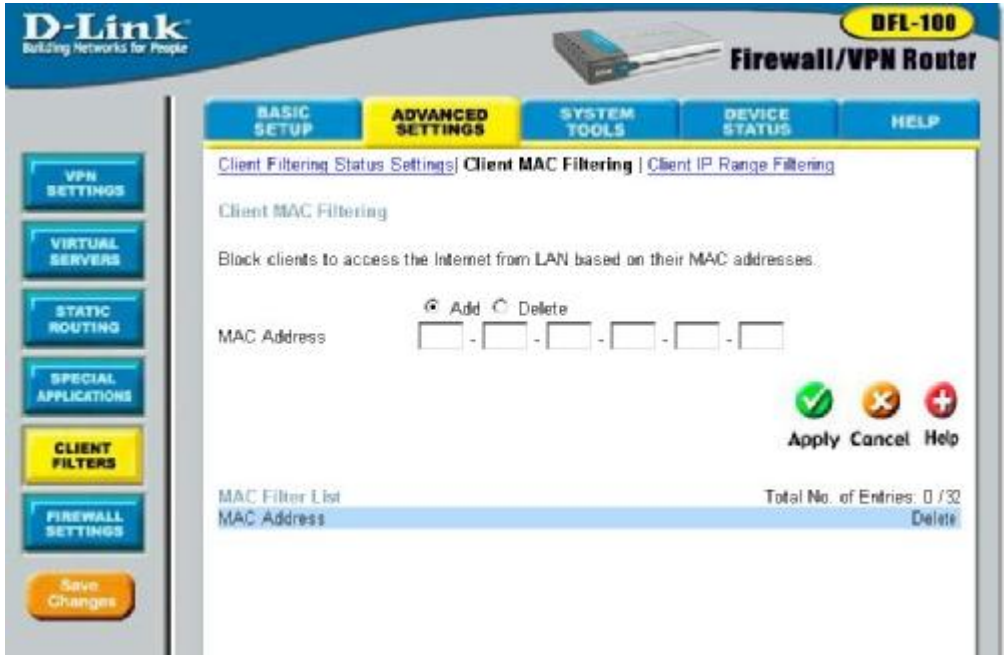 D-Link
Building Networks for People
DFL-100
Firewall/VPN Router
BASIC SETUP
ADVANCED SETTINGS
SYSTEM TOOLS
DEVICE STATUS
HELP
VPN SETTINGS
VIRTUAL SERVERS
STATIC ROUTING
SPECIAL APPLICATIONS
CLIENT FILTERS
FIREWALL SETTINGS
Save Changes
Client Filtering Status Settings| Client MAC Filtering | Client IP Range Filtering
Client MAC Filtering
Block clients to access the Internet from LAN based on their MAC addresses.
Add Delete
MAC Address - - - - -
Apply Cancel Help
MAC Filter List Total No. of Entries: 0 /32
MAC Address Delete